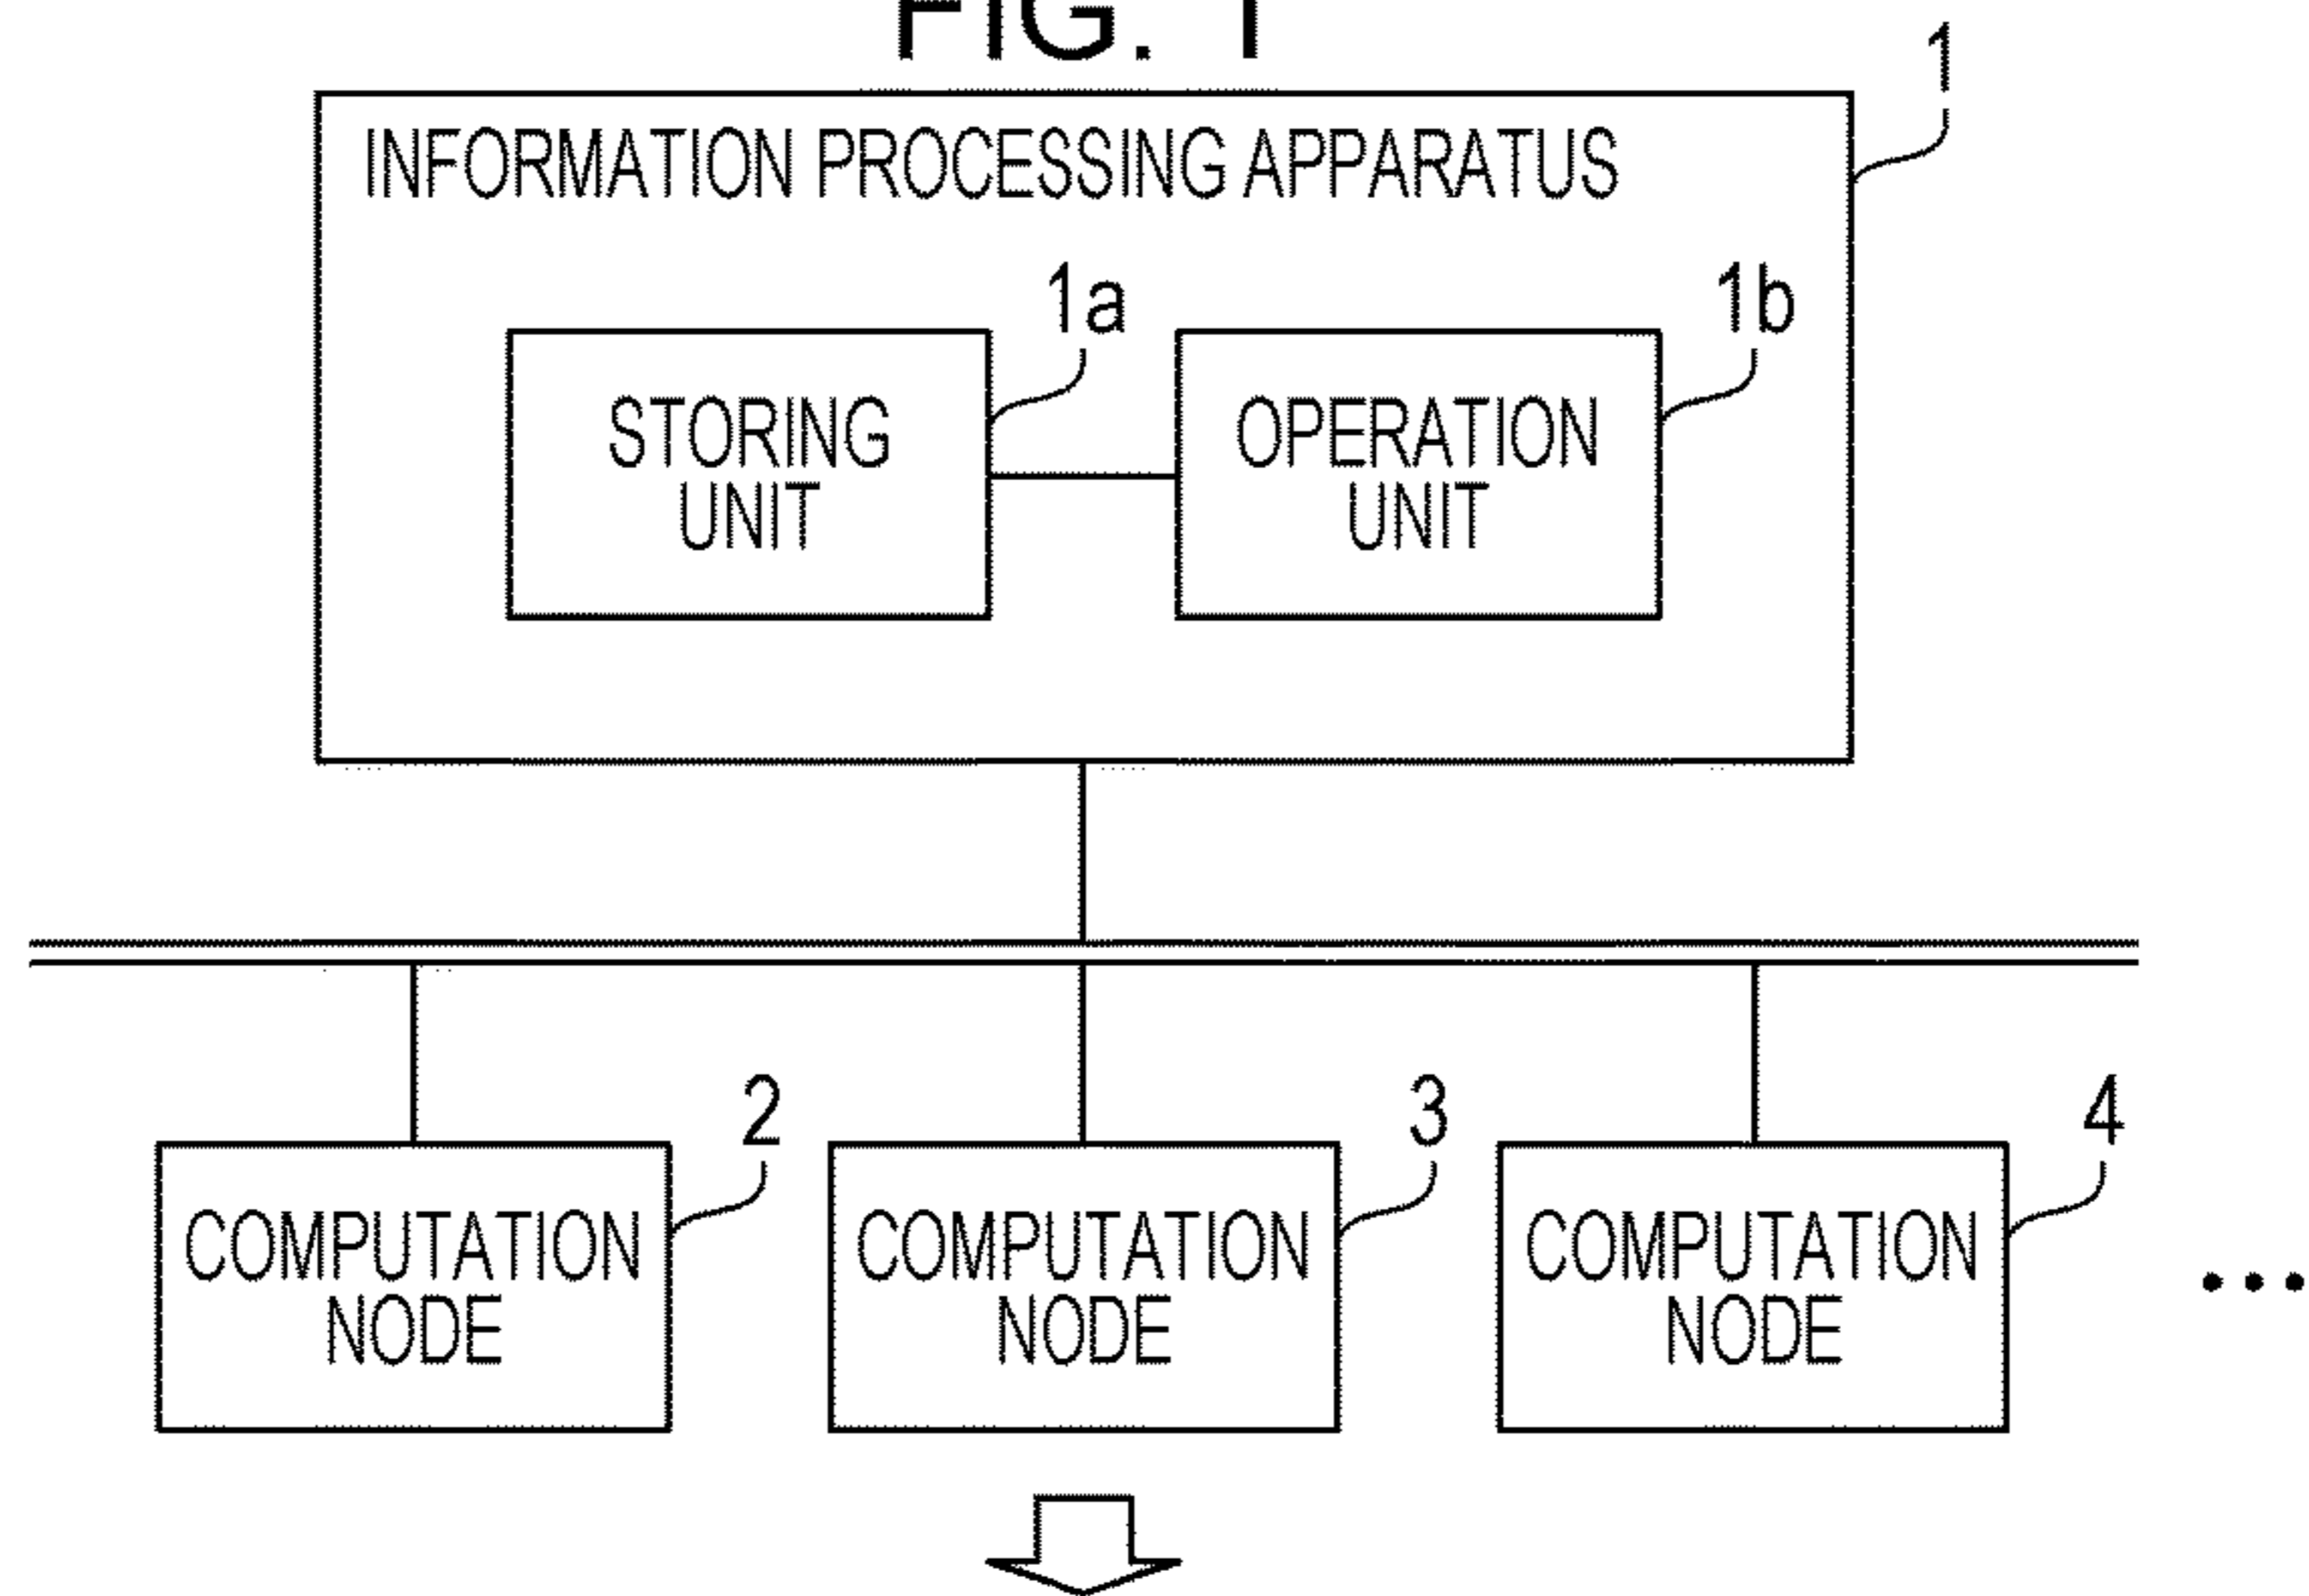 FIG. 1
1
INFORMATION PROCESSING APPARATUS
1a
1b
STORING
UNIT
OPERATION
UNIT
2
3
4
COMPUTATION
NODE
COMPUTATION
NODE
COMPUTATION
NODE
...